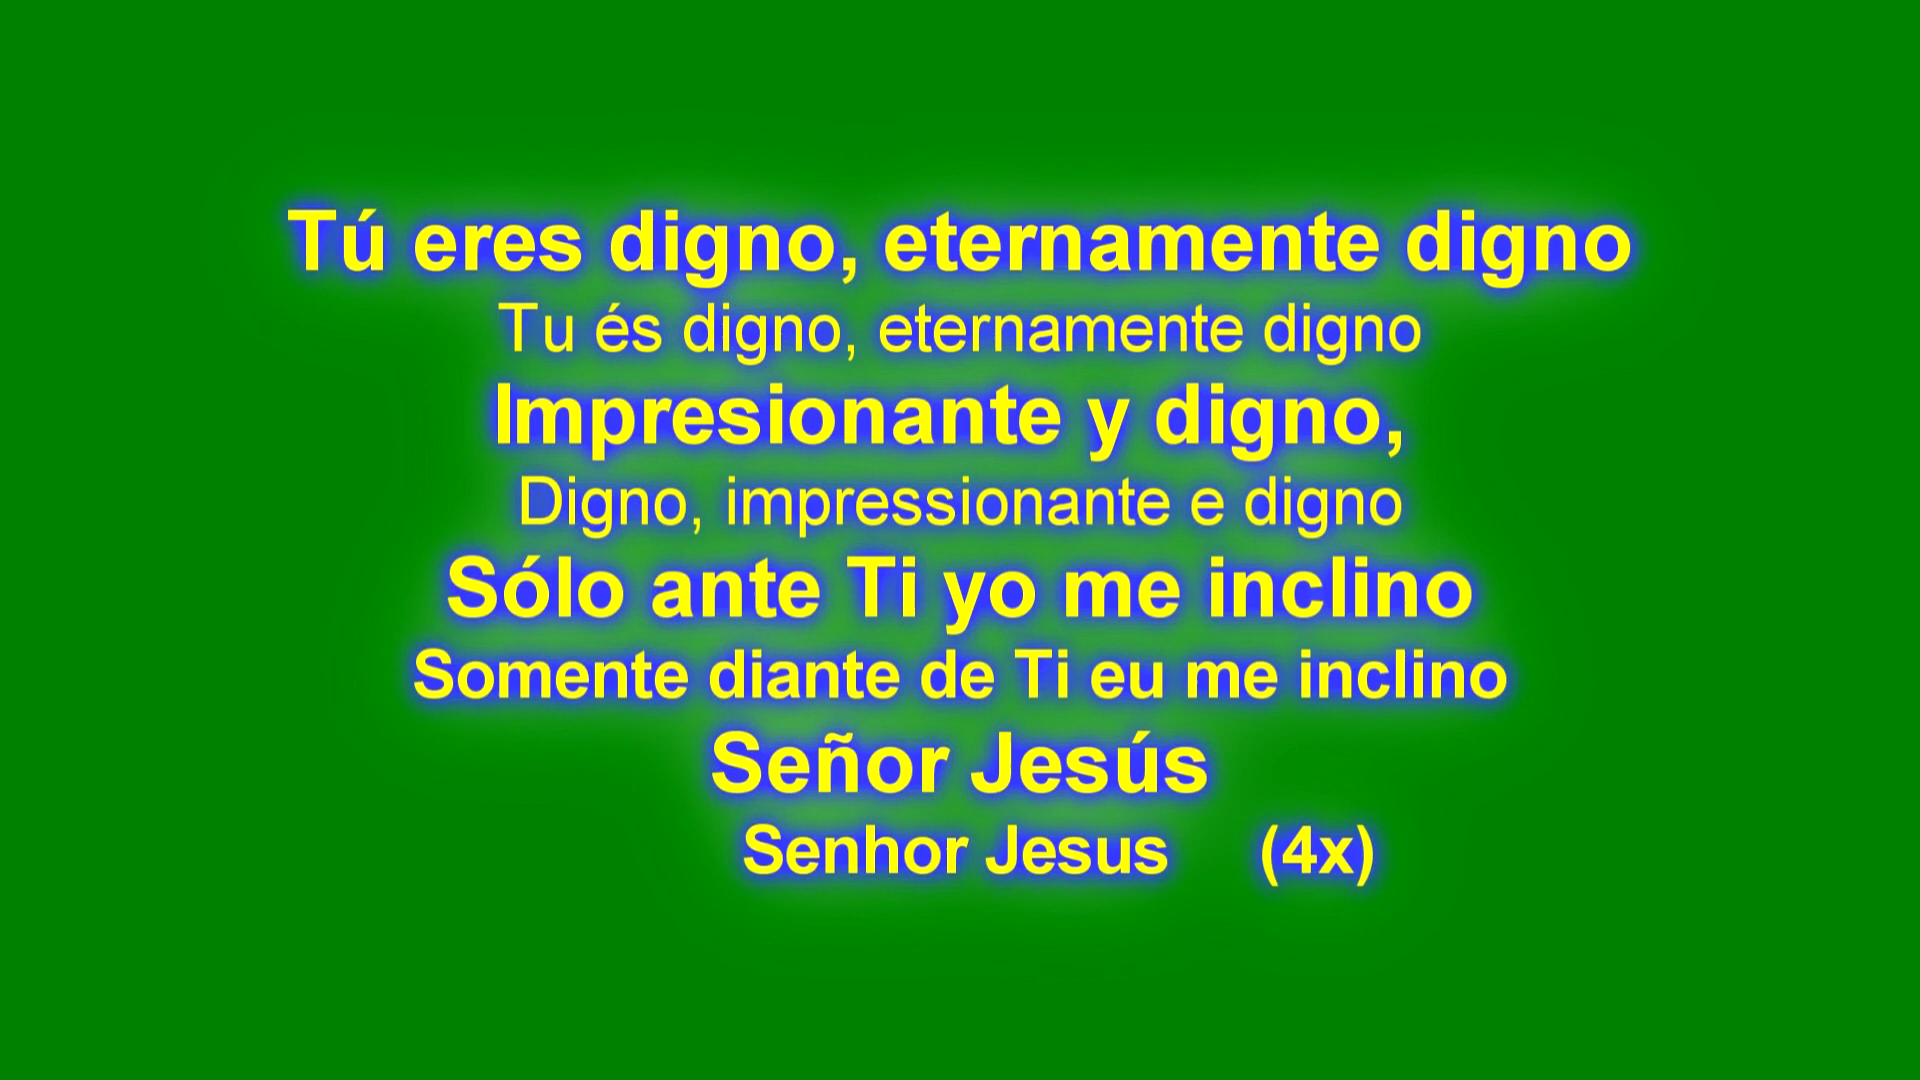 Tú eres digno, eternamente digno
Tu és digno, eternamente digno
Impresionante y digno,
Digno, impressionante e digno
Sólo ante Ti yo me inclino
Somente diante de Ti eu me inclino
Señor Jesús
Senhor Jesus (4x)